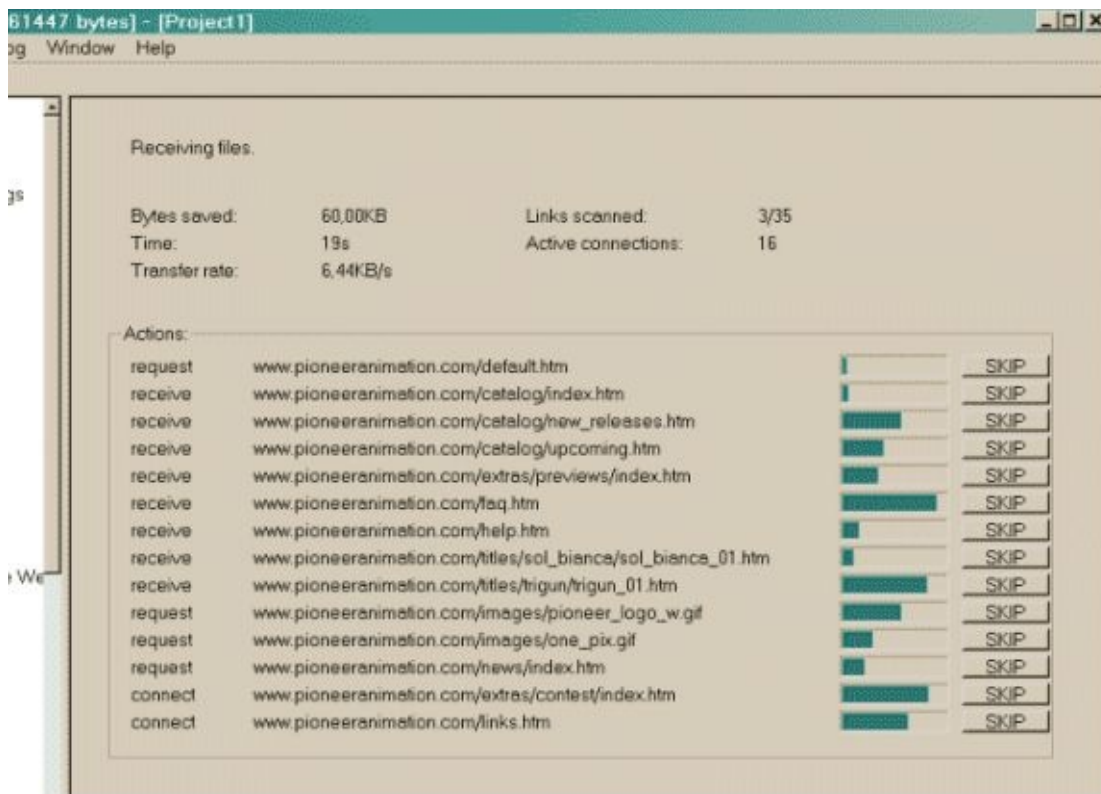 61447 bytes] - [Project1]
og Window Help
Receiving files.
gs
Bytes saved: 60,00KB Links scanned: 3/35
Time: 19s Active connections: 16
Transfer rate: 6,44KB/s
Actions:
request www.pioneeranimation.com/default.htm SKIP
receive www.pioneeranimation.com/catalog/index.htm SKIP
receive www.pioneeranimation.com/catalog/new_releases.htm SKIP
receive www.pioneeranimation.com/catalog/upcoming.htm SKIP
receive www.pioneeranimation.com/extras/previews/index.htm SKIP
receive www.pioneeranimation.com/faq.htm SKIP
receive www.pioneeranimation.com/help.htm SKIP
receive www.pioneeranimation.com/titles/sol_bianca/sol_bianca_01.htm SKIP
e We
receive www.pioneeranimation.com/titles/trigun/trigun_01.htm SKIP
request www.pioneeranimation.com/images/pioneer_logo_w.gif SKIP
request www.pioneeranimation.com/images/one_pix.gif SKIP
request www.pioneeranimation.com/news/index.htm SKIP
connect www.pioneeranimation.com/extras/contest/index.htm SKIP
connect www.pioneeranimation.com/links.htm SKIP